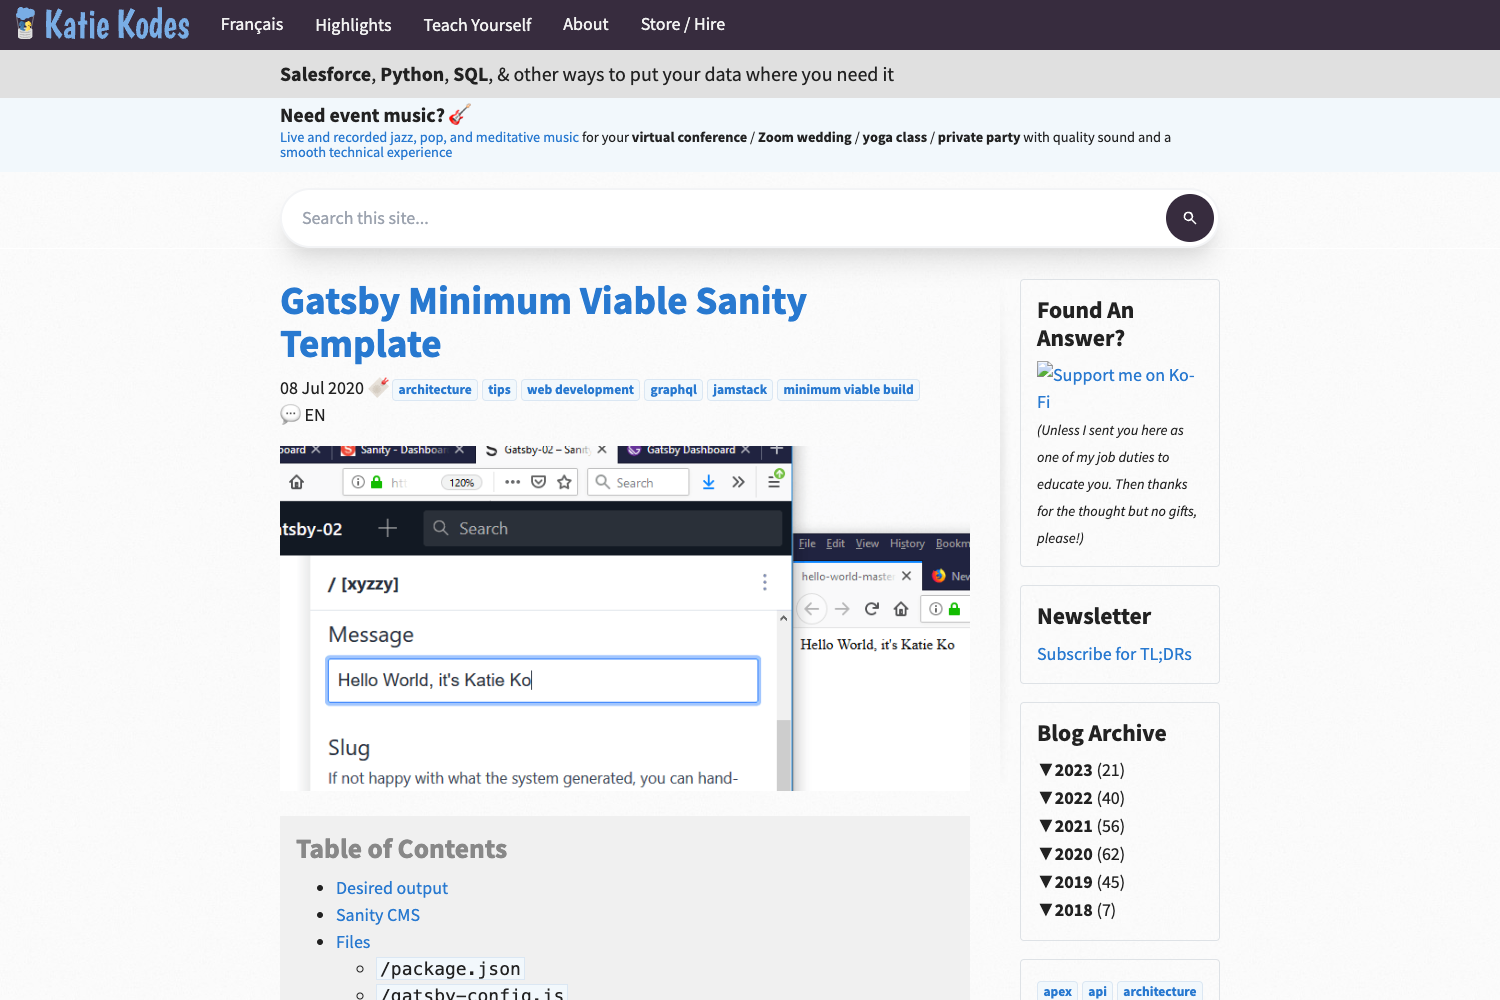 Katie Kodes
Français
Highlights
Teach Yourself
About
Store / Hire
Salesforce, Python, SQL, & other ways to put your data where you need it
Need event music? 🎸
Live and recorded jazz, pop, and meditative music for your virtual conference / Zoom wedding / yoga class / private party with quality sound and a
smooth technical experience
Search this site...
Gatsby Minimum Viable Sanity
Template
08 Jul 2020
architecture
tips
web development
graphql
jamstack
minimum viable build
EN
Sanity - Dashboar
Gatsby-02 – Sanity
Gatsby Dashboard
120%
Search
atsby-02
Search
/ [xyzzy]
Message
Hello World, it's Katie Ko
Slug
If not happy with what the system generated, you can hand-
File Edit View History Bookm
hello-world-maste
New
Hello World, it's Katie Ko
Table of Contents
Desired output
Sanity CMS
Files
/package.json
/gatsby-config.js
Found An
Answer?
Support me on Ko-
Fi
(Unless I sent you here as
one of my job duties to
educate you. Then thanks
for the thought but no gifts,
please!)
Newsletter
Subscribe for TL;DRs
Blog Archive
▼2023 (21)
▼2022 (40)
▼2021 (56)
▼2020 (62)
▼2019 (45)
▼2018 (7)
apex
api
architecture